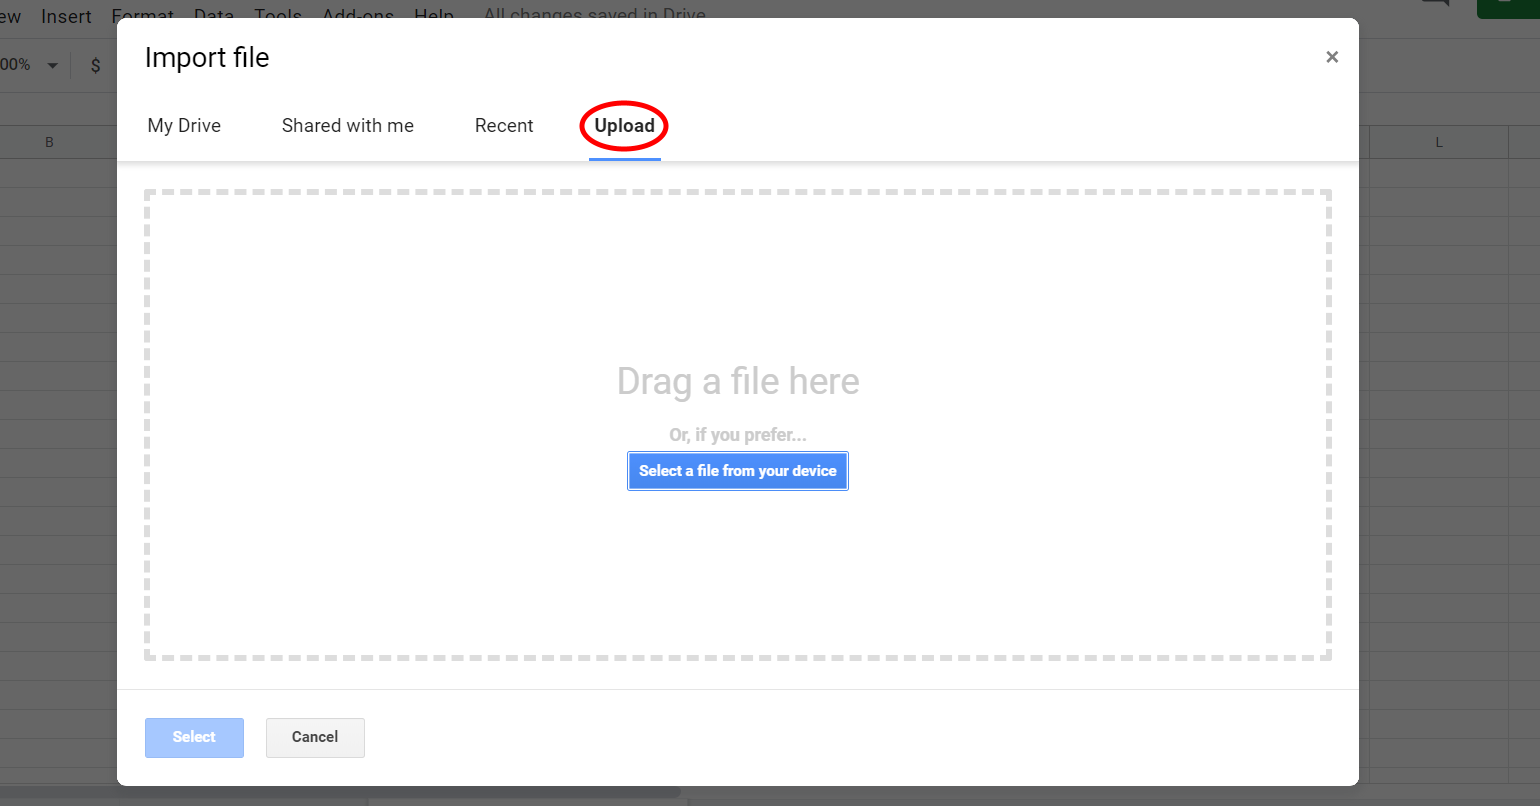 ew Insert Format Data Tools Add-ons Help All changes saved in Drive
Import file ×
00% $
My Drive Shared with me Recent Upload
B L
Drag a file here
Or, if you prefer...
Select a file from your device
Select Cancel